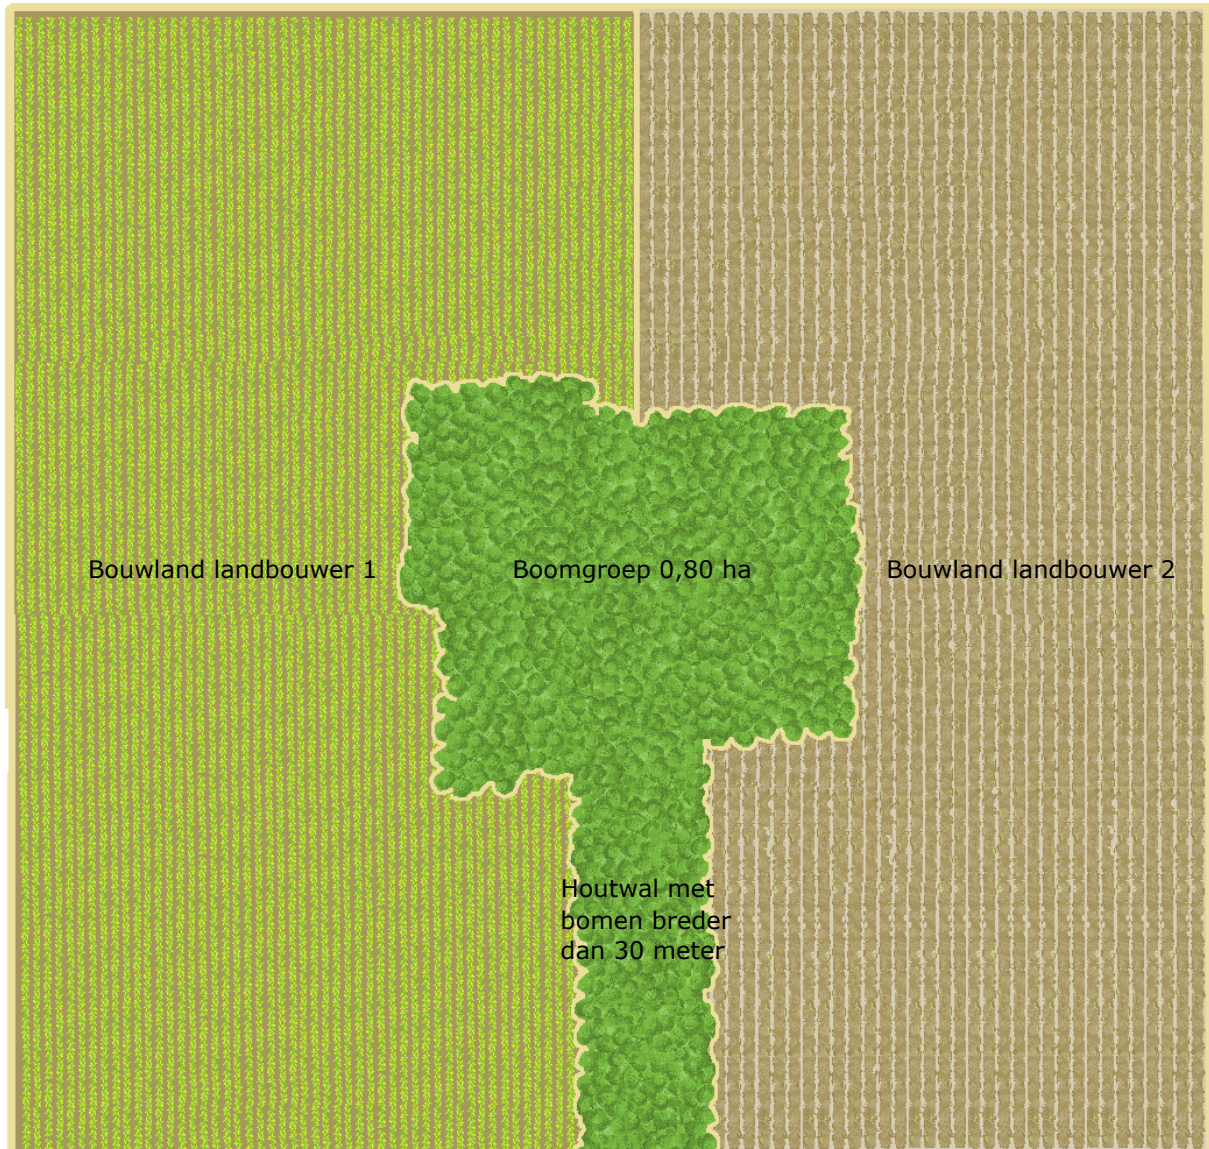 Bouwland landbouwer 1
Boomgroep 0,80 ha
Bouwland landbouwer 2
Houtwal met
bomen breder
dan 30 meter